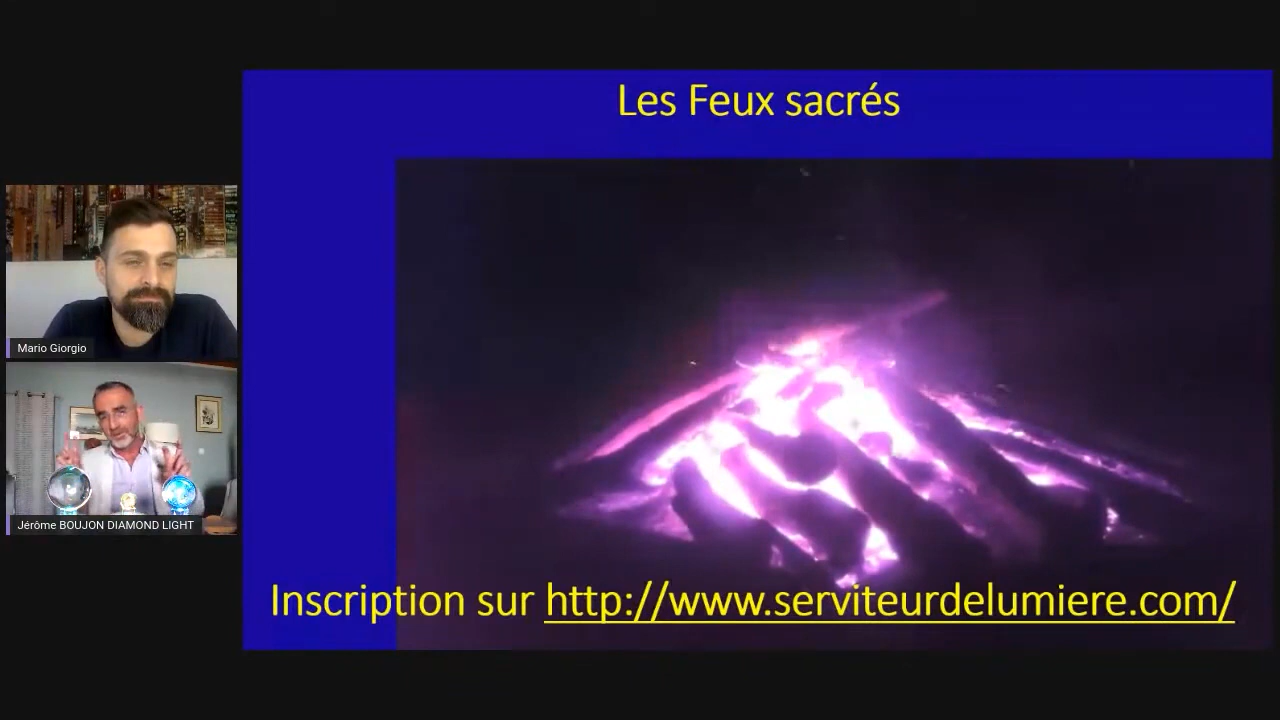 Les Feux sacrés
Mario Giorgio
Jérôme BOUJON DIAMOND LIGHT
Inscription sur http://www.serviteurdelumiere.com/